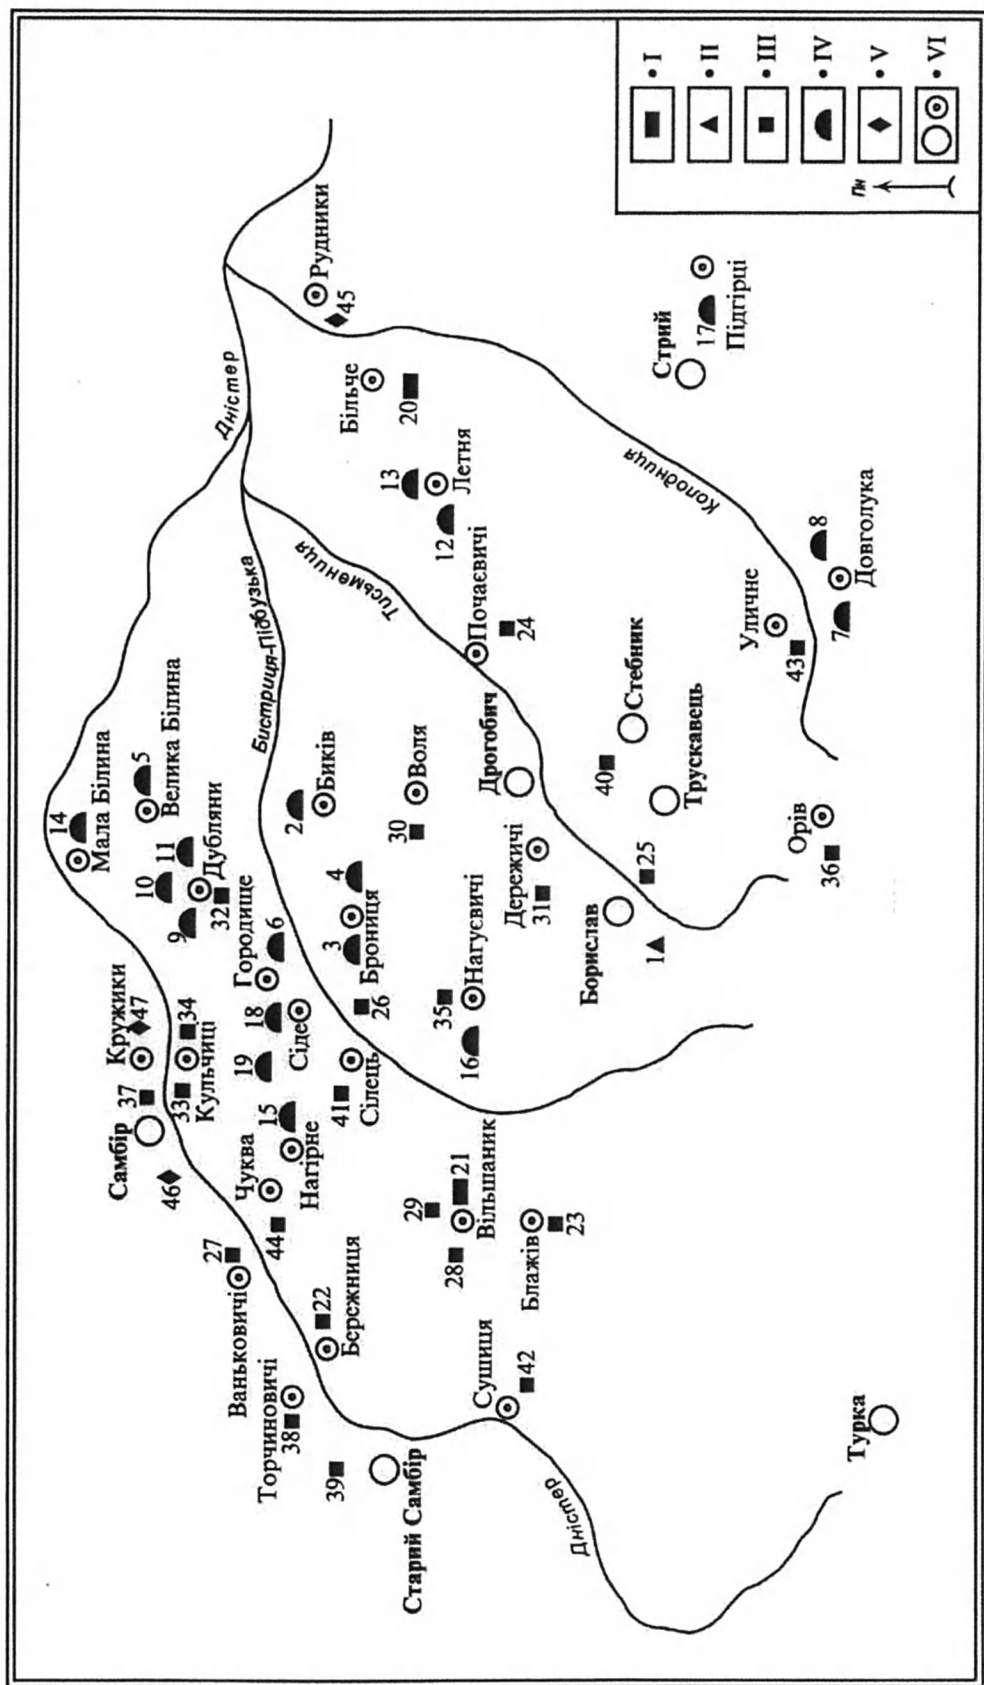 14
Мала Білина
5
Велика Білина
10
11
9
Дубляни
32
Городище
6
Кружики
47
37
Самбір
34
33
Кульчиці
46
18
Сіде
19
15
Нагірне
Чуква
44
27
Ваньковичі
22
Бережниця
Торчиновичі
38
39
Старий Самбір
Дністер
Бистриця-Підбузька
Тисьмениця
Колодниця
Дністер
2
Биків
4
3
Брониця
26
41
Сілець
30
Воля
35
Нагуєвичі
16
29
21
28
Вільшаник
Блажів
23
Сушиця
42
Турка
Рудники
45
Більче
20
13
Летня
12
Почаєвичі
24
Дрогобич
Дережичі
31
Борислав
1
25
40
Стебник
Трускавець
Уличне
43
8
7
Довголука
Орів
36
Стрий
17
Підгірці
• I
• II
• III
• IV
• V
• VI
Пн